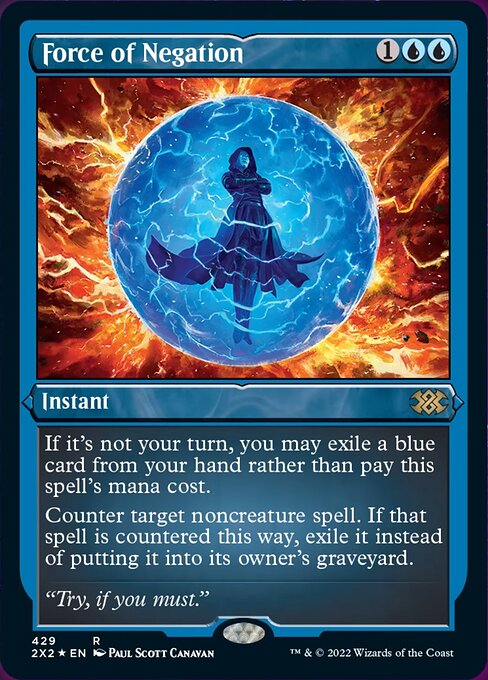 Force of Negation 1
Instant
If it's not your turn, you may exile a blue
card from your hand rather than pay this
spell's mana cost.
Counter target noncreature spell. If that
spell is countered this way, exile it instead
of putting it into its owner's graveyard.
“Try, if you must.”
429 R
2X2 ★ EN Paul Scott Canavan
™ & © 2022 Wizards of the Coast